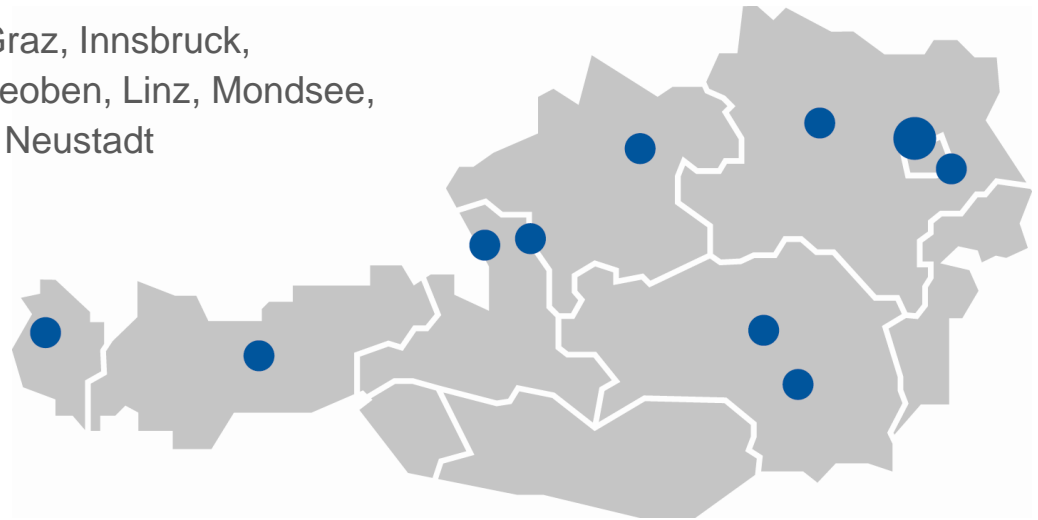 Graz, Innsbruck,
eoben, Linz, Mondsee,
Neustadt